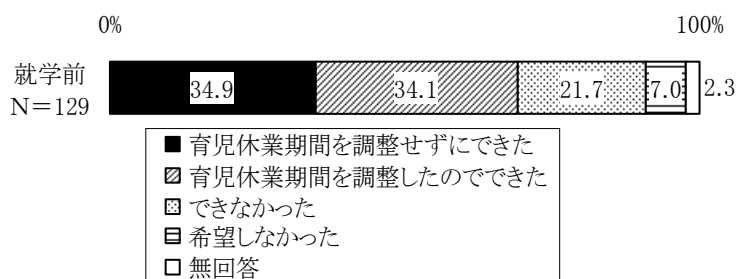 0% 100%
就学前
N＝129
34.9 34.1 21.7 7.0 2.3
■ 育児休業期間を調整せずにできた
育児休業期間を調整したのでできた
できなかった
希望しなかった
□ 無回答